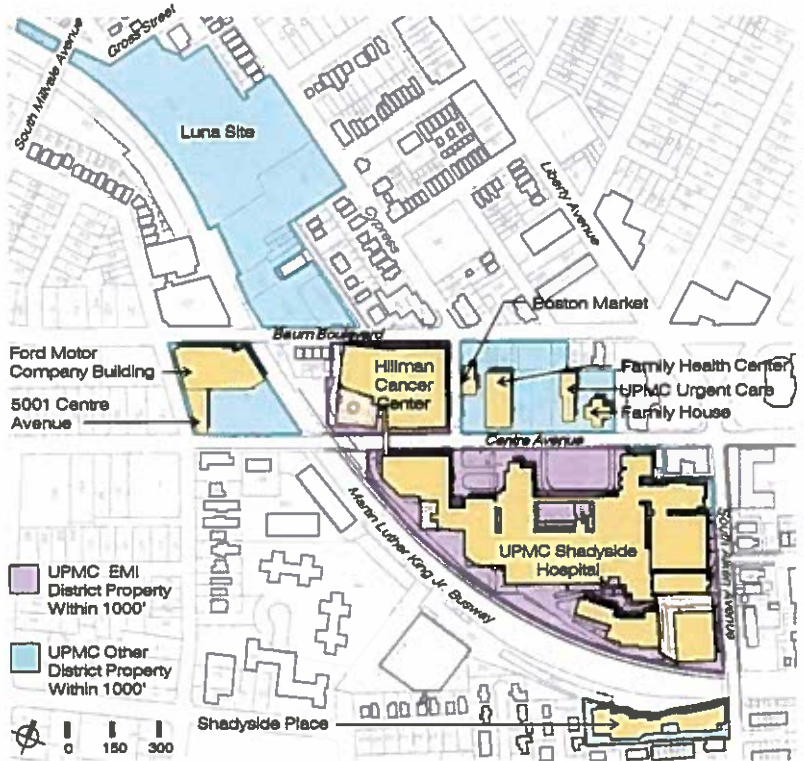 Gross Street
South Millvale Avenue
Luna Site
Liberty Avenue
Cypress
Boston Market
Baum Boulevard
Ford Motor
Company Building
Hillman
Cancer
Center
Family Health Center
UPMC Urgent Care
Family House
5001 Centre
Avenue
Centre Avenue
Martin Luther King Jr. Busway
UPMC Shadyside
Hospital
South Aiken Avenue
UPMC EMI
District Property
Within 1000'
UPMC Other
District Property
Within 1000'
Shadyside Place
0 150 300